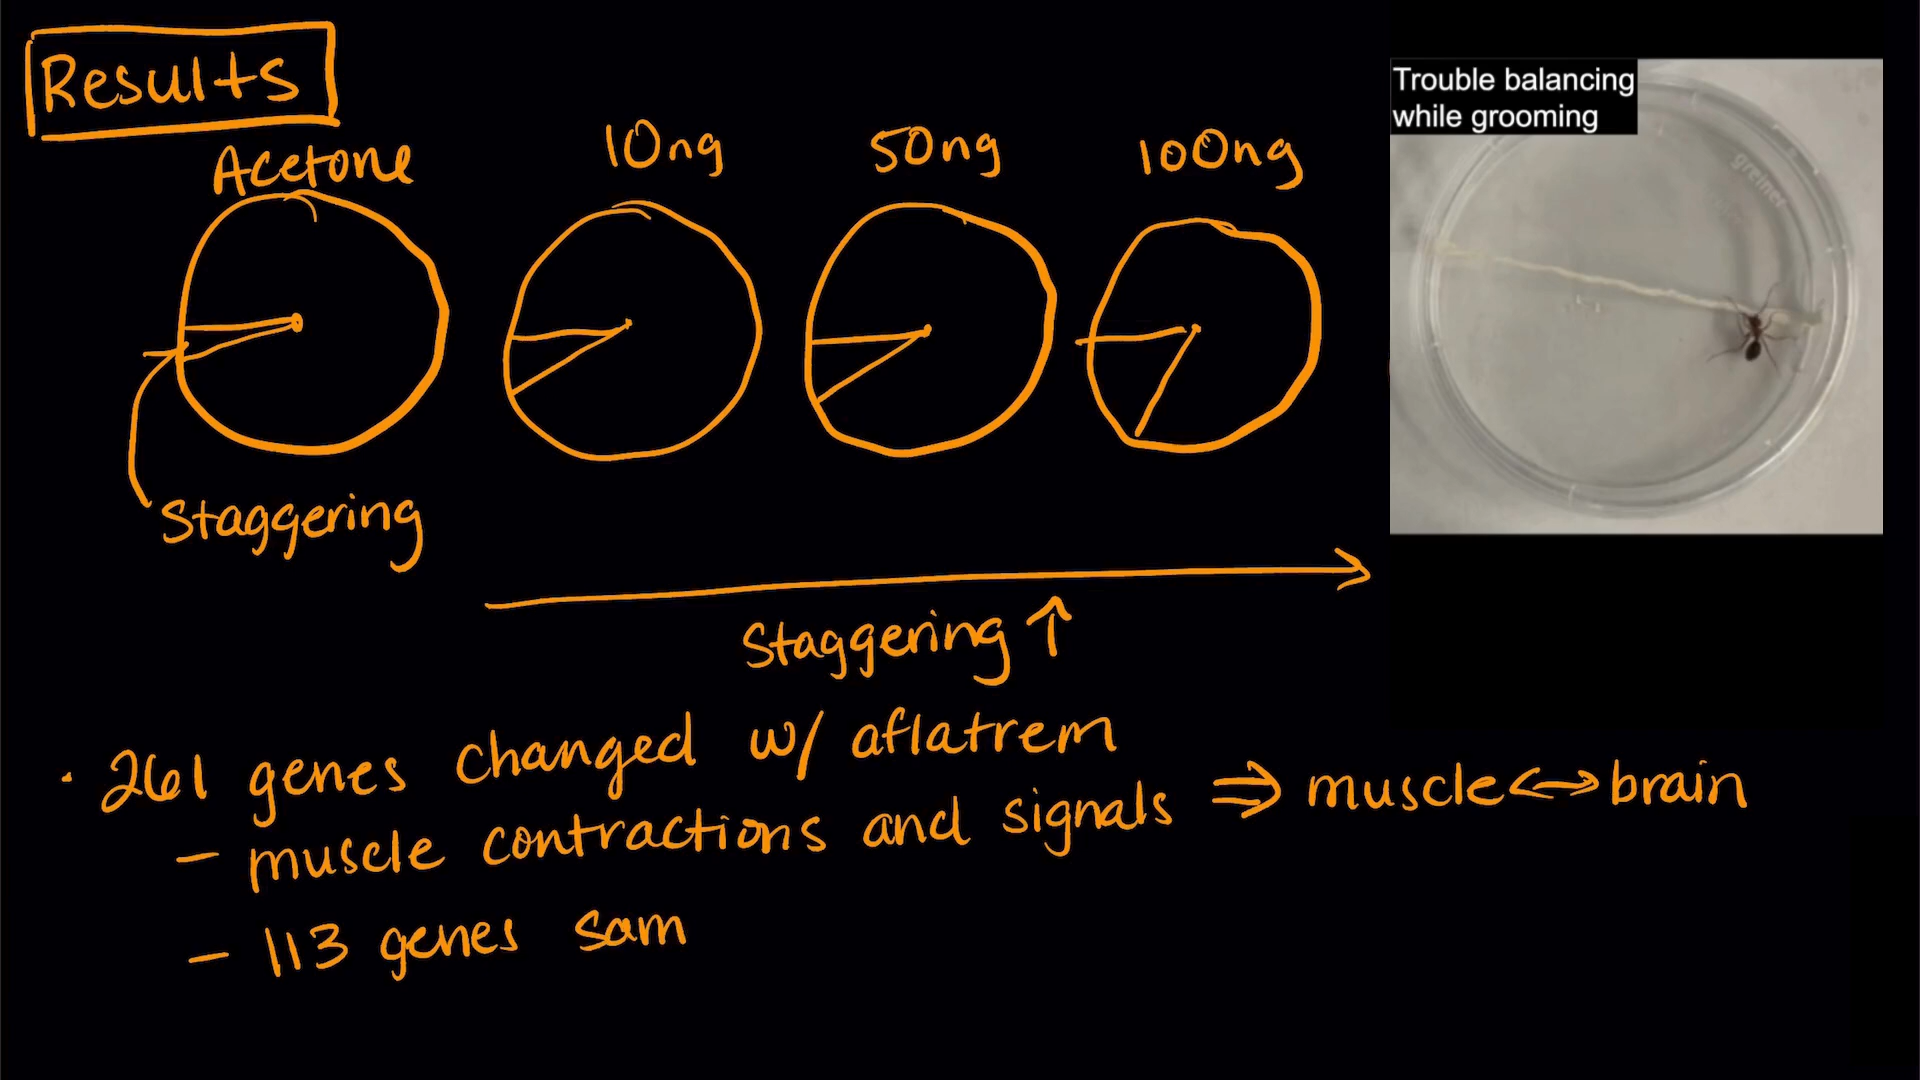 Results
Acetone
10ng
50ng
100ng
Trouble balancing
while grooming
greiner
Staggering
Staggering ↑
· 261 genes changed w/ aflatrem
- muscle contractions and signals ⇒ muscle ↔ brain
- 113 genes sam